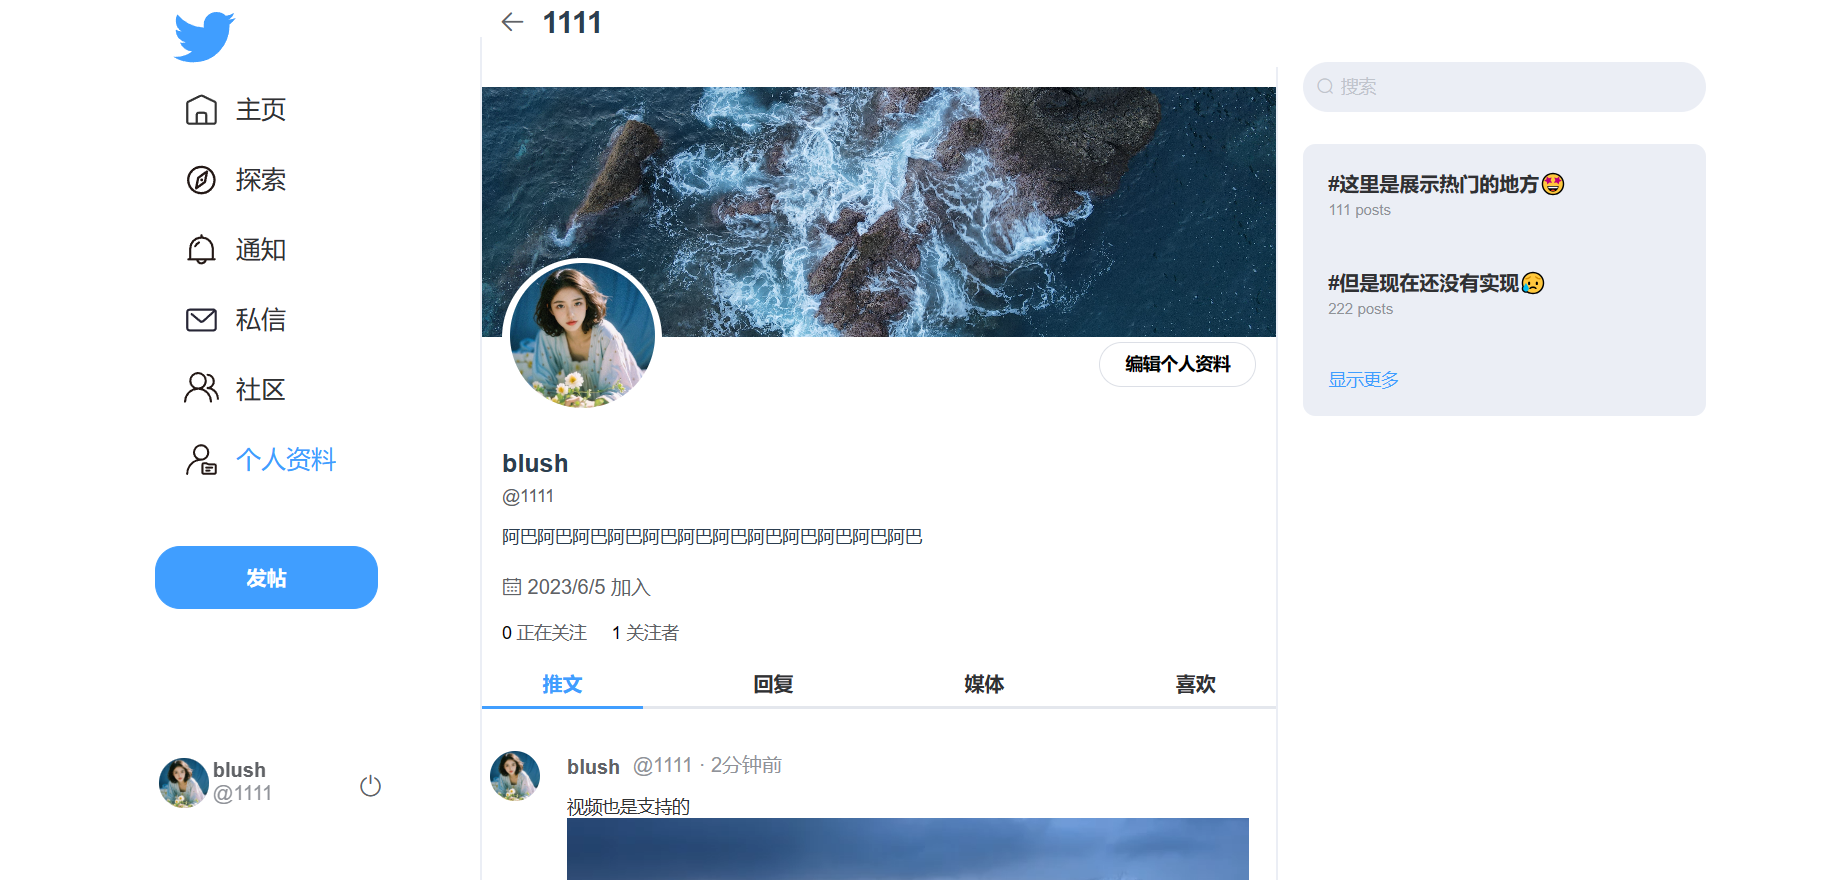 主页
探索
通知
私信
社区
个人资料
发帖
blush
@1111
1111
编辑个人资料
blush
@1111
阿巴阿巴阿巴阿巴阿巴阿巴阿巴阿巴阿巴阿巴阿巴阿巴
2023/6/5 加入
0 正在关注 1 关注者
推文 回复 媒体 喜欢
blush @1111 · 2分钟前
视频也是支持的
搜索
#这里是展示热门的地方🤩
111 posts
#但是现在还没有实现😥
222 posts
显示更多